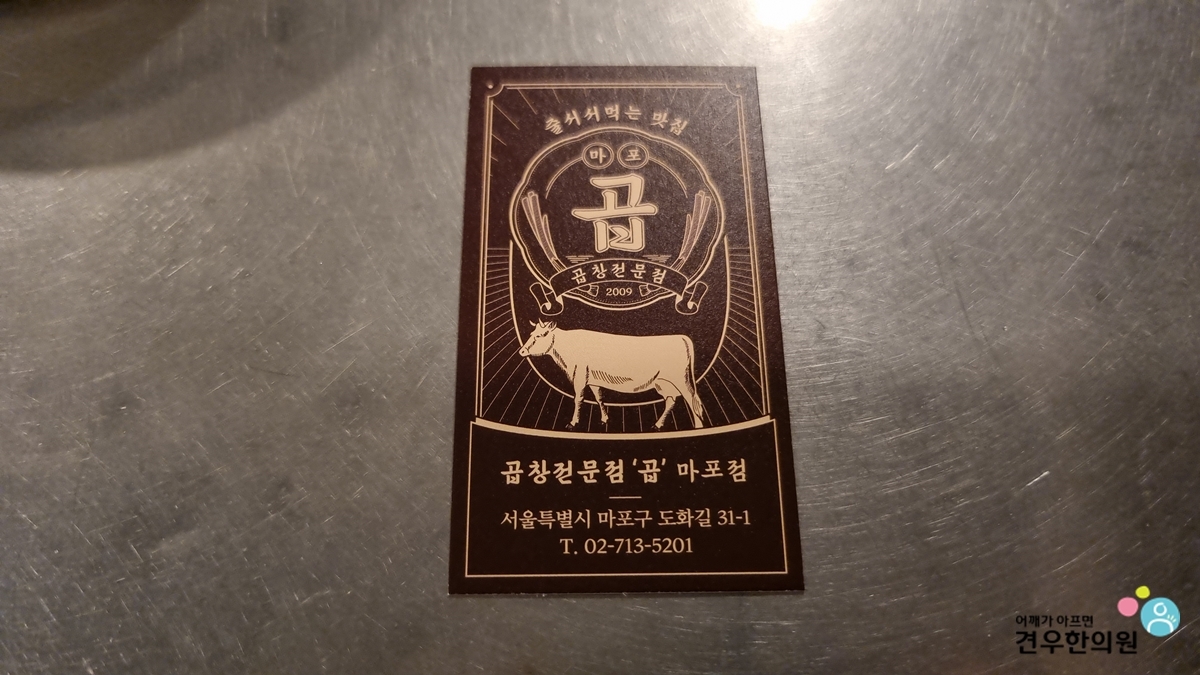 줄서서먹는 맛집
마 포
곱
곱창전문점
2009
곱창전문점 '곱' 마포점
서울특별시 마포구 도화길 31-1
T. 02-713-5201
어깨가 아프면
견우한의원